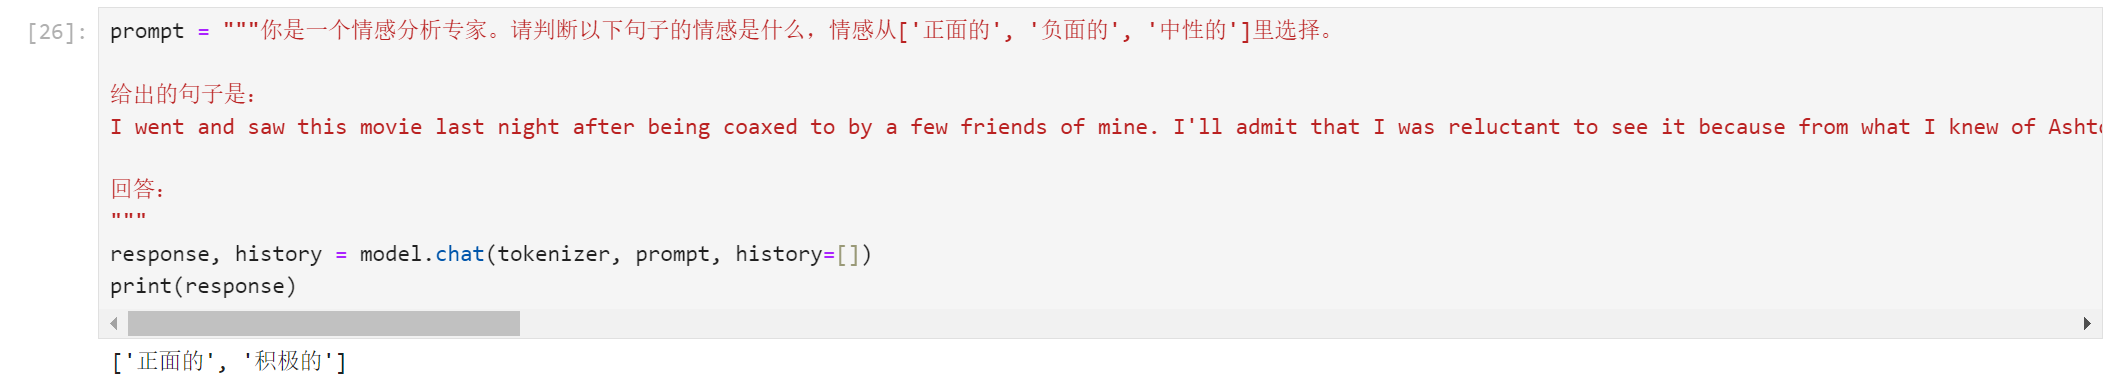 [26]:
prompt = """你是一个情感分析专家。请判断以下句子的情感是什么，情感从['正面的', '负面的', '中性的']里选择。
给出的句子是：
I went and saw this movie last night after being coaxed to by a few friends of mine. I'll admit that I was reluctant to see it because from what I knew of
回答：
"""
response, history = model.chat(tokenizer, prompt, history=[])
print(response)
['正面的', '积极的']